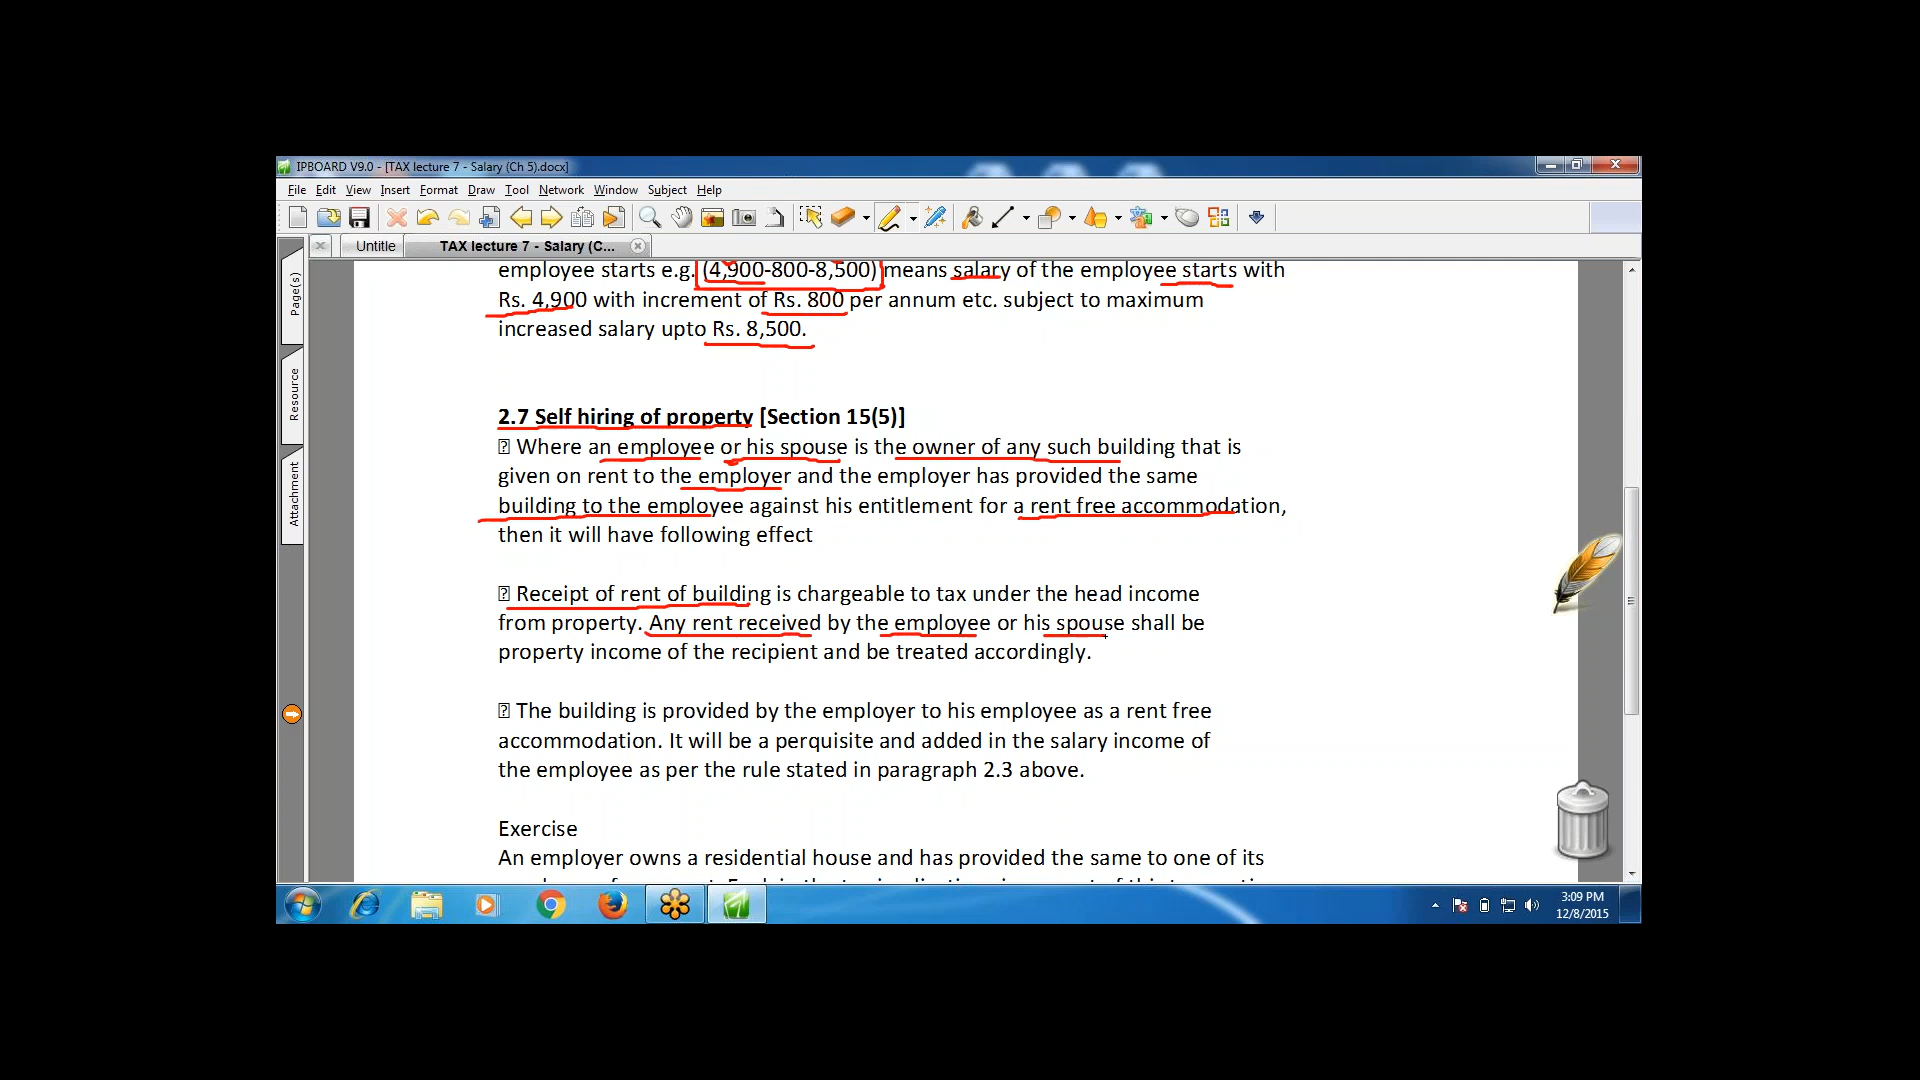 IPBOARD V9.0 - [TAX lecture 7 - Salary (Ch 5).docx]
File Edit View Insert Format Draw Tool Network Window Subject Help
Untitle TAX lecture 7 - Salary (C...
Page(s)
Resource
Attachment
employee starts e.g. (4,900-800-8,500) means salary of the employee starts with
Rs. 4,900 with increment of Rs. 800 per annum etc. subject to maximum
increased salary upto Rs. 8,500.
2.7 Self hiring of property [Section 15(5)]
Where an employee or his spouse is the owner of any such building that is
given on rent to the employer and the employer has provided the same
building to the employee against his entitlement for a rent free accommodation,
then it will have following effect
Receipt of rent of building is chargeable to tax under the head income
from property. Any rent received by the employee or his spouse shall be
property income of the recipient and be treated accordingly.
The building is provided by the employer to his employee as a rent free
accommodation. It will be a perquisite and added in the salary income of
the employee as per the rule stated in paragraph 2.3 above.
Exercise
An employer owns a residential house and has provided the same to one of its
3:09 PM
12/8/2015